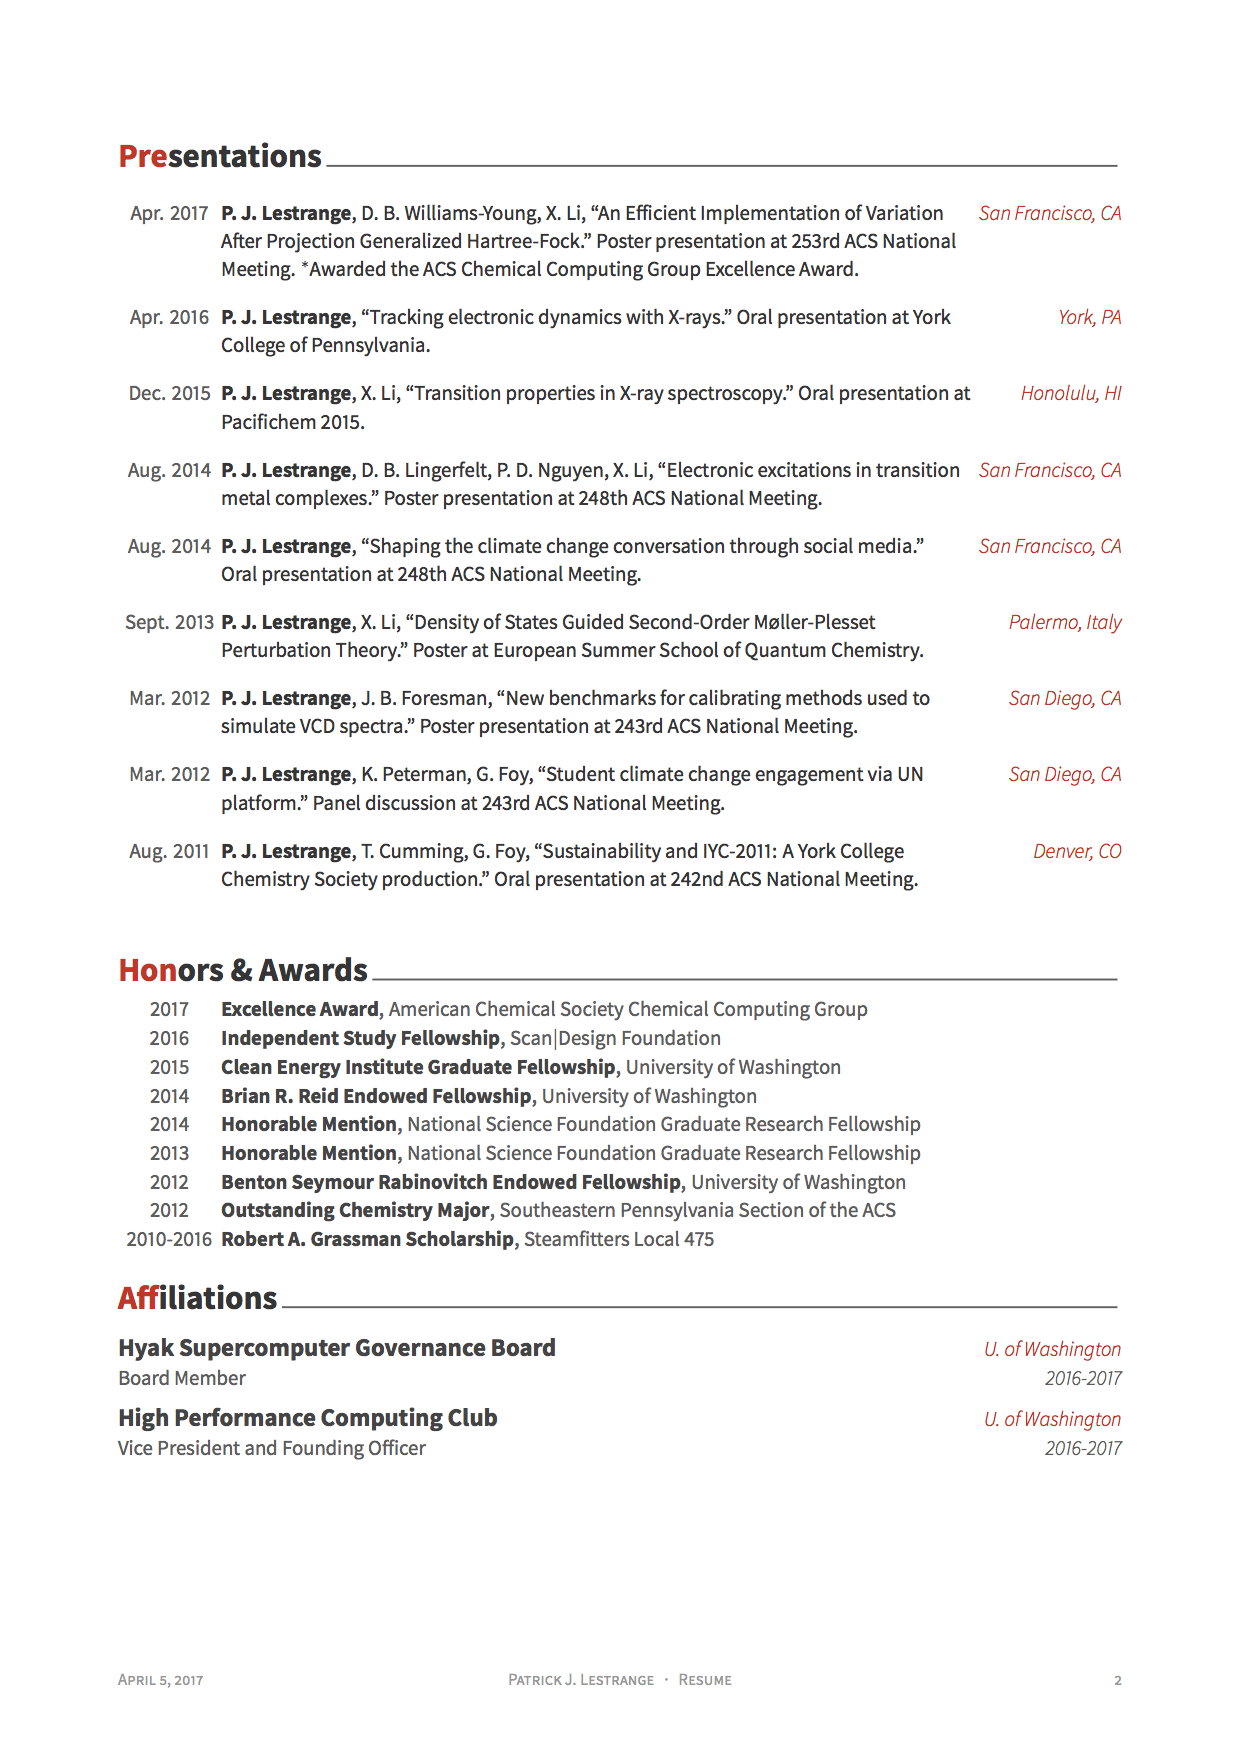 Presentations
Apr. 2017 P. J. Lestrange, D. B. Williams-Young, X. Li, “An Efficient Implementation of Variation San Francisco, CA
After Projection Generalized Hartree-Fock.” Poster presentation at 253rd ACS National
Meeting. *Awarded the ACS Chemical Computing Group Excellence Award.
Apr. 2016 P. J. Lestrange, “Tracking electronic dynamics with X-rays.” Oral presentation at York York, PA
College of Pennsylvania.
Dec. 2015 P. J. Lestrange, X. Li, “Transition properties in X-ray spectroscopy.” Oral presentation at Honolulu, HI
Pacifichem 2015.
Aug. 2014 P. J. Lestrange, D. B. Lingerfelt, P. D. Nguyen, X. Li, “Electronic excitations in transition San Francisco, CA
metal complexes.” Poster presentation at 248th ACS National Meeting.
Aug. 2014 P. J. Lestrange, “Shaping the climate change conversation through social media.” San Francisco, CA
Oral presentation at 248th ACS National Meeting.
Sept. 2013 P. J. Lestrange, X. Li, “Density of States Guided Second-Order Møller-Plesset Palermo, Italy
Perturbation Theory.” Poster at European Summer School of Quantum Chemistry.
Mar. 2012 P. J. Lestrange, J. B. Foresman, “New benchmarks for calibrating methods used to San Diego, CA
simulate VCD spectra.” Poster presentation at 243rd ACS National Meeting.
Mar. 2012 P. J. Lestrange, K. Peterman, G. Foy, “Student climate change engagement via UN San Diego, CA
platform.” Panel discussion at 243rd ACS National Meeting.
Aug. 2011 P. J. Lestrange, T. Cumming, G. Foy, “Sustainability and IYC-2011: A York College Denver, CO
Chemistry Society production.” Oral presentation at 242nd ACS National Meeting.
Honors & Awards
2017 Excellence Award, American Chemical Society Chemical Computing Group
2016 Independent Study Fellowship, Scan|Design Foundation
2015 Clean Energy Institute Graduate Fellowship, University of Washington
2014 Brian R. Reid Endowed Fellowship, University of Washington
2014 Honorable Mention, National Science Foundation Graduate Research Fellowship
2013 Honorable Mention, National Science Foundation Graduate Research Fellowship
2012 Benton Seymour Rabinovitch Endowed Fellowship, University of Washington
2012 Outstanding Chemistry Major, Southeastern Pennsylvania Section of the ACS
2010-2016 Robert A. Grassman Scholarship, Steamfitters Local 475
Affiliations
Hyak Supercomputer Governance Board U. of Washington
Board Member 2016-2017
High Performance Computing Club U. of Washington
Vice President and Founding Officer 2016-2017
April 5, 2017 Patrick J. Lestrange · Resume 2